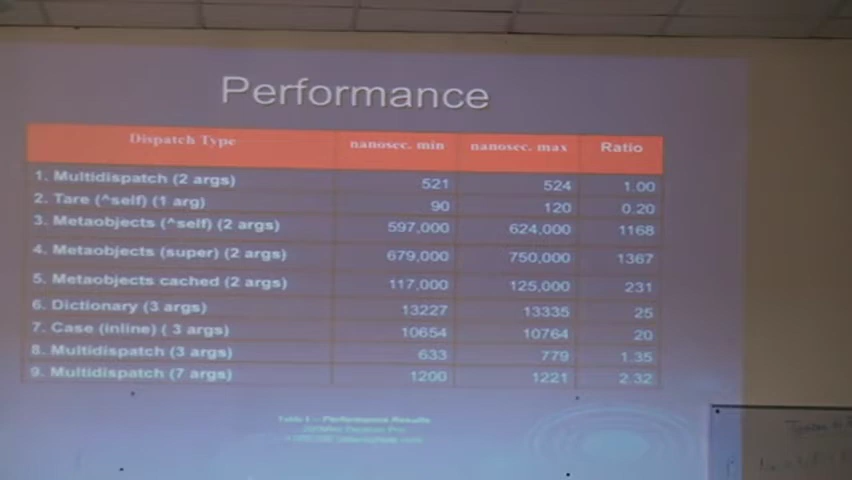 Performance
Dispatch Type nanosec. min nanosec. max Ratio
1. Multidispatch (2 args) 521 524 1.00
2. Tare (^self) (1 arg) 90 120 0.20
3. Metaobjects (^self) (2 args) 597,000 624,000 1168
4. Metaobjects (super) (2 args) 679,000 750,000 1367
5. Metaobjects cached (2 args) 117,000 125,000 231
6. Dictionary (3 args) 13227 13335 25
7. Case (inline) ( 3 args) 10654 10764 20
8. Multidispatch (3 args) 633 779 1.35
9. Multidispatch (7 args) 1200 1221 2.32
Table 1 – Performance Results